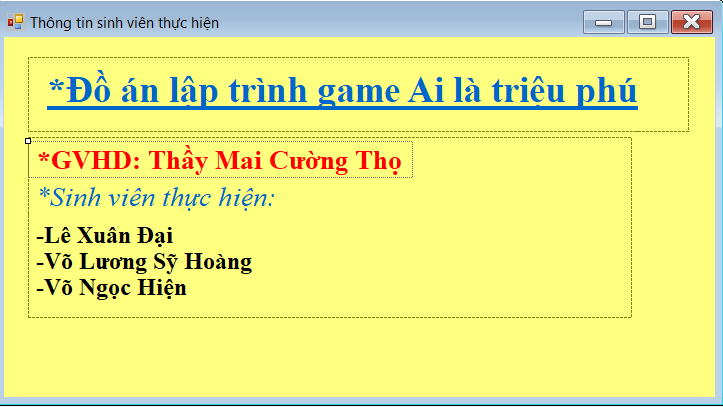 Thông tin sinh viên thực hiện
*Đồ án lập trình game Ai là triệu phú
*GVHD: Thầy Mai Cường Thọ
*Sinh viên thực hiện:
-Lê Xuân Đại
-Võ Lương Sỹ Hoàng
-Võ Ngọc Hiện